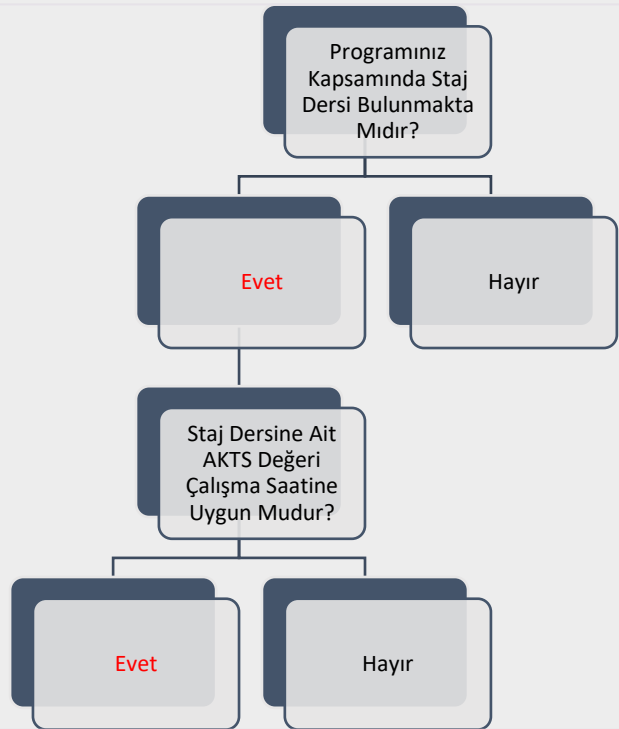 Programınız
Kapsamında Staj
Dersi Bulunmakta
Mıdır?
Evet
Hayır
Staj Dersine Ait
AKTS Değeri
Çalışma Saatine
Uygun Mudur?
Evet
Hayır